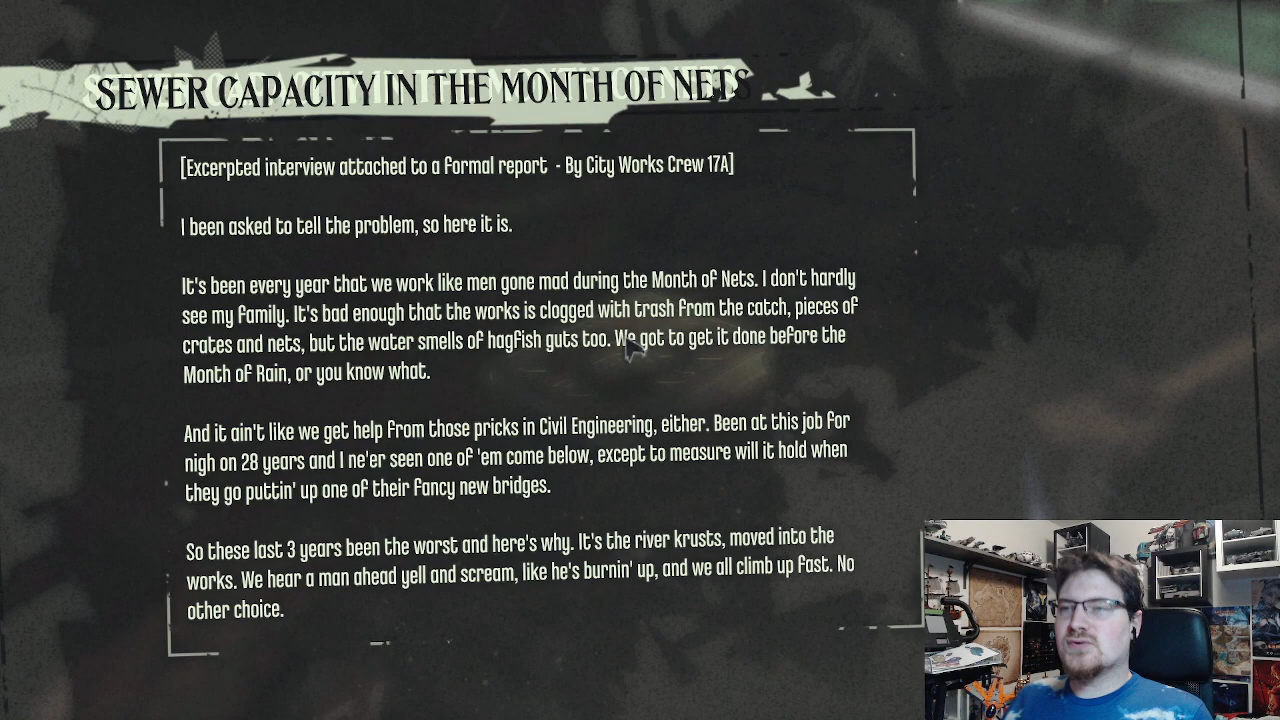 SEWER CAPACITY IN THE MONTH OF NETS
[Excerpted interview attached to a formal report - By City Works Crew 17A]
I been asked to tell the problem, so here it is.
It's been every year that we work like men gone mad during the Month of Nets. I don't hardly
see my family. It's bad enough that the works is clogged with trash from the catch, pieces of
crates and nets, but the water smells of hagfish guts too. We got to get it done before the
Month of Rain, or you know what.
And it ain't like we get help from those pricks in Civil Engineering, either. Been at this job for
nigh on 28 years and I ne'er seen one of 'em come below, except to measure will it hold when
they go puttin' up one of their fancy new bridges.
So these last 3 years been the worst and here's why. It's the river krusts, moved into the
works. We hear a man ahead yell and scream, like he's burnin' up, and we all climb up fast. No
other choice.